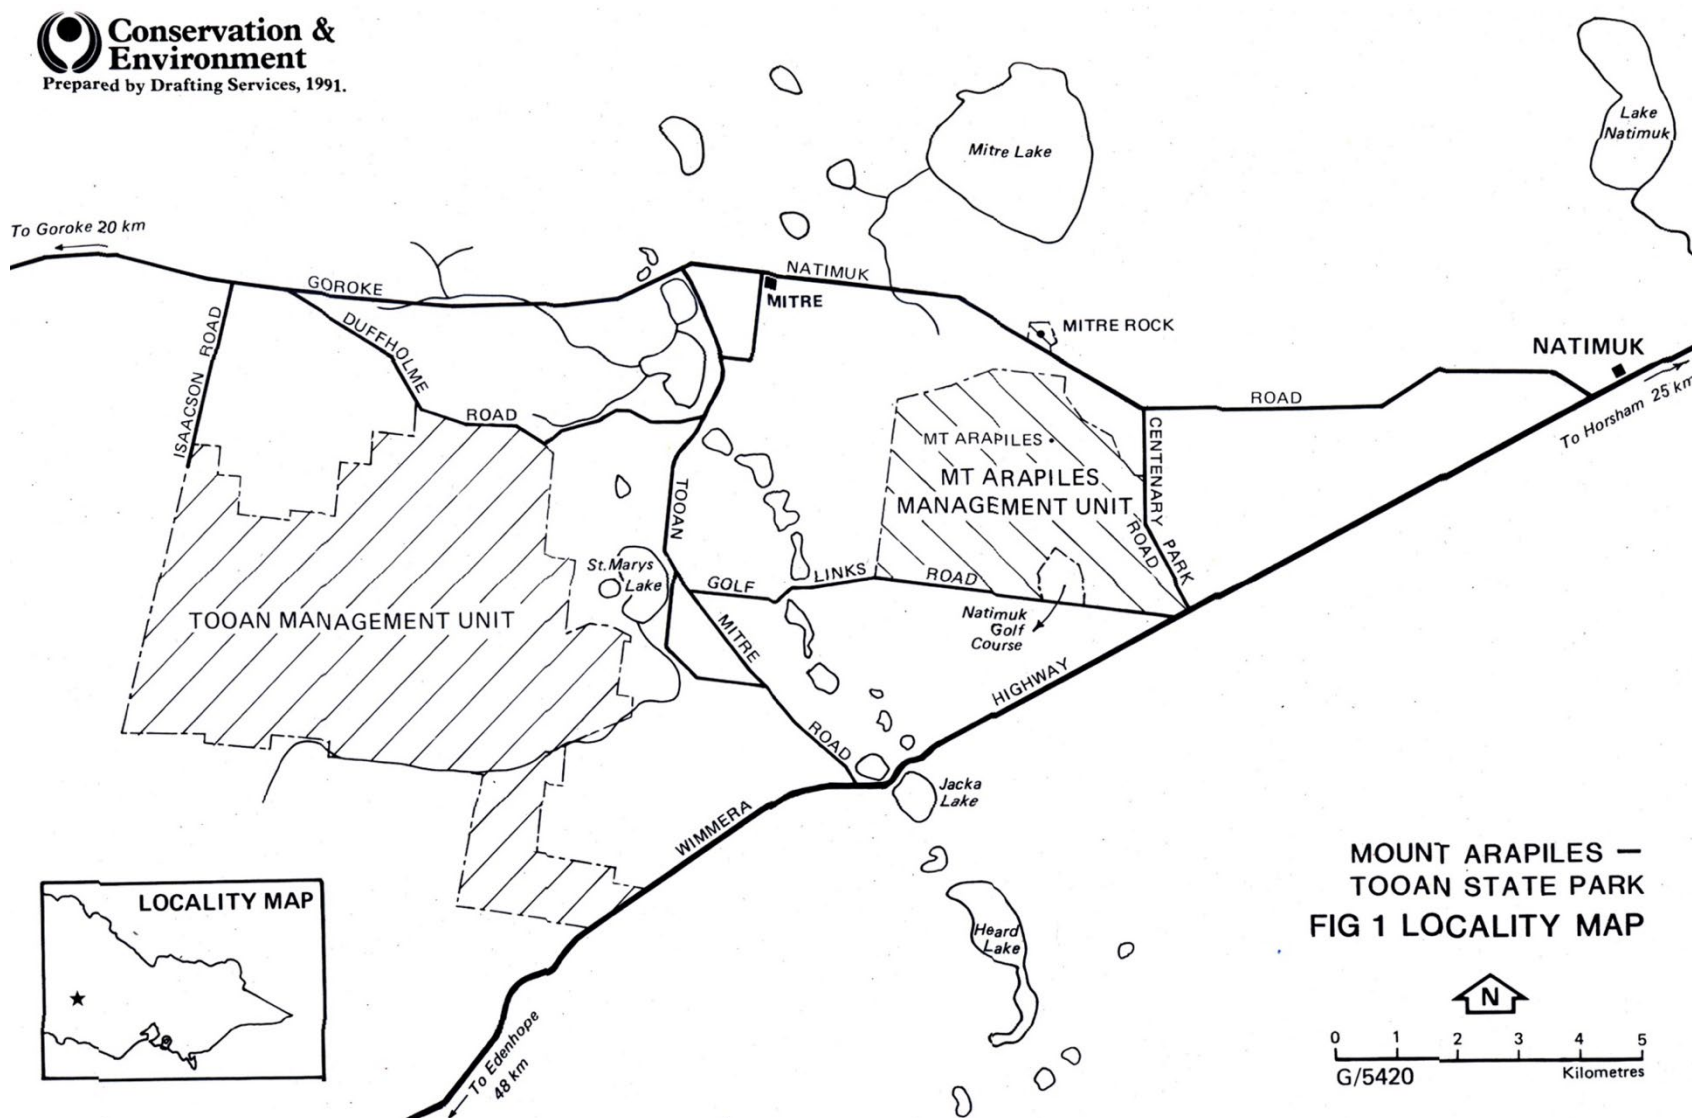 Conservation &
Environment
Prepared by Drafting Services, 1991.
Lake
Natimuk
Mitre Lake
To Goroke 20 km
GOROKE
NATIMUK
MITRE
MITRE ROCK
NATIMUK
ISAACSON ROAD
DUFFHOLME
ROAD
ROAD
To Horsham 25 km
CENTENARY PARK
ROAD
MT ARAPILES
MT ARAPILES
MANAGEMENT UNIT
TOOAN
St. Marys
Lake
GOLF
LINKS
ROAD
TOOAN MANAGEMENT UNIT
MITRE
ROAD
Natimuk
Golf
Course
HIGHWAY
WIMMERA
Jacka
Lake
Heard
Lake
To Edenhope
48 km
LOCALITY MAP
MOUNT ARAPILES —
TOOAN STATE PARK
FIG 1 LOCALITY MAP
N
0 1 2 3 4 5
G/5420
Kilometres